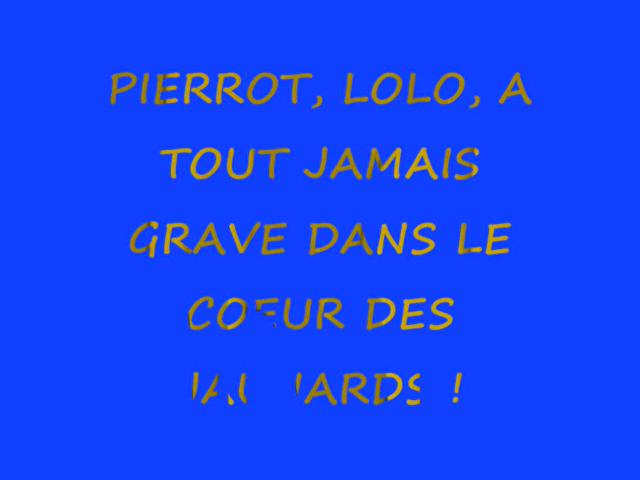 PIERROT, LOLO, A
TOUT JAMAIS
GRAVE DANS LE
COEUR DES
!